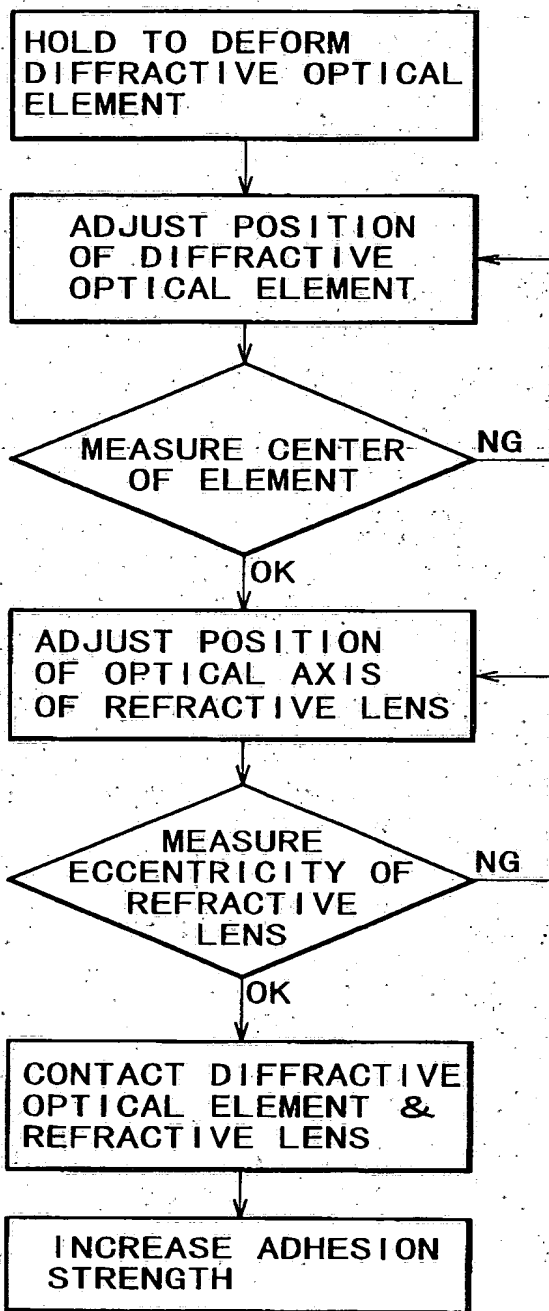 HOLD TO DEFORM
DIFFRACTIVE OPTICAL
ELEMENT
ADJUST POSITION
OF DIFFRACTIVE
OPTICAL ELEMENT
MEASURE CENTER
OF ELEMENT
NG
OK
ADJUST POSITION
OF OPTICAL AXIS
OF REFRACTIVE LENS
MEASURE
ECCENTRICITY OF
REFRACTIVE
LENS
NG
OK
CONTACT DIFFRACTIVE
OPTICAL ELEMENT &
REFRACTIVE LENS
INCREASE ADHESION
STRENGTH